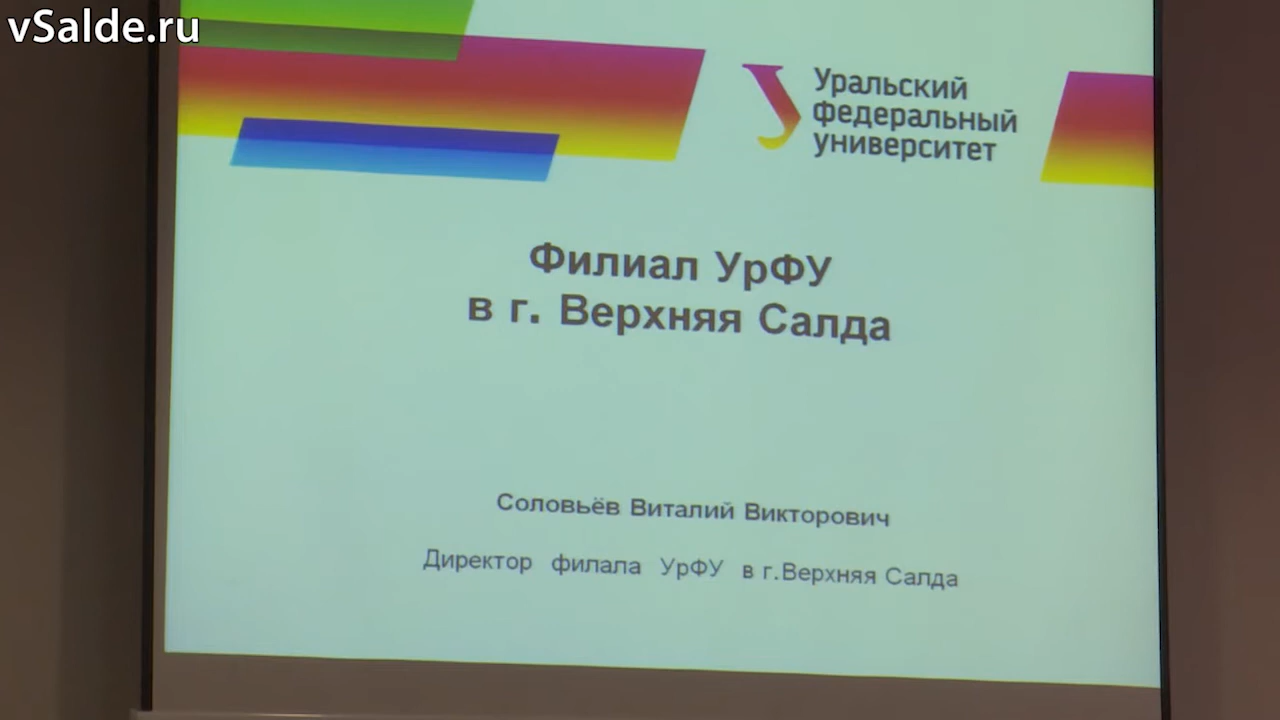 vSalde.ru
Уральский
федеральный
университет
Филиал УрФУ
в г. Верхняя Салда
Соловьёв Виталий Викторович
Директор филала УрФУ в г.Верхняя Салда